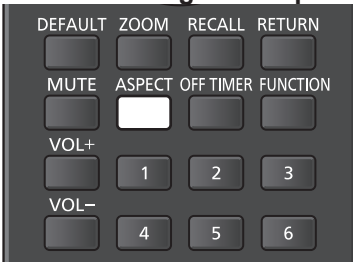 DEFAULT ZOOM RECALL RETURN
MUTE ASPECT OFF TIMER FUNCTION
VOL+
1 2 3
VOL−
4 5 6